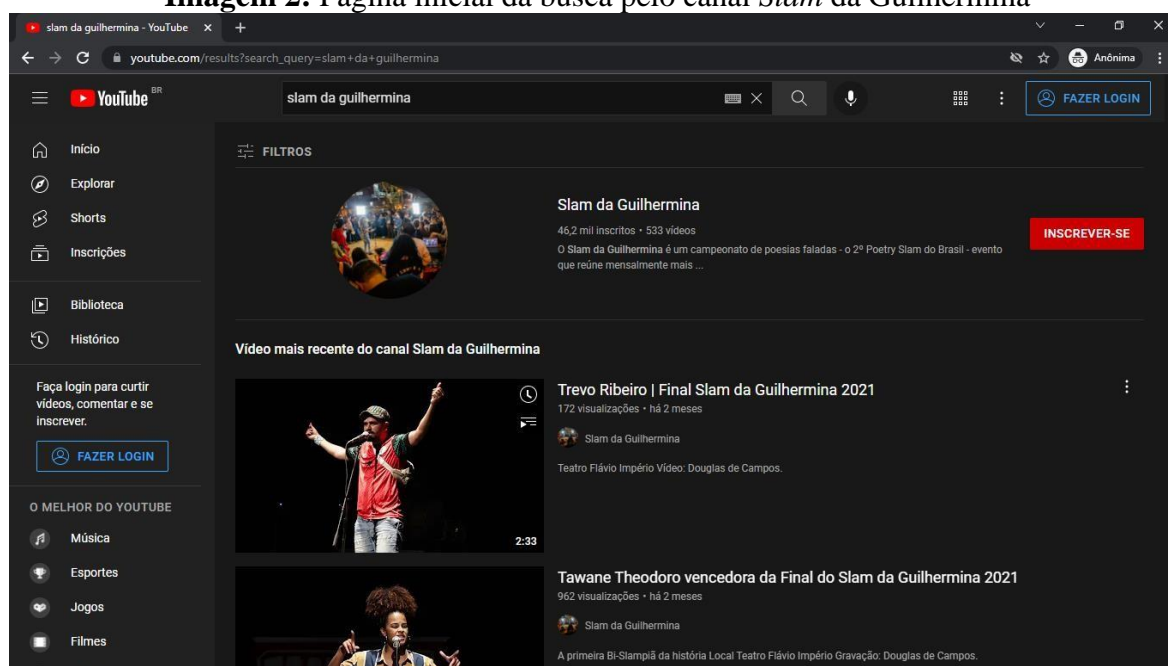 Imagem 2: Página inicial da busca pelo canal Slam da Guilhermina
slam da guilhermina - YouTube
youtube.com/results?search_query=slam+da+guilhermina
Anônima
YouTube BR
slam da guilhermina
FAZER LOGIN
Início
Explorar
Shorts
Inscrições
Biblioteca
Histórico
Faça login para curtir
vídeos, comentar e se
inscrever.
FAZER LOGIN
O MELHOR DO YOUTUBE
Música
Esportes
Jogos
Filmes
FILTROS
Slam da Guilhermina
46,2 mil inscritos • 533 vídeos
O Slam da Guilhermina é um campeonato de poesias faladas - o 2º Poetry Slam do Brasil - evento
que reúne mensalmente mais ...
INSCREVER-SE
Vídeo mais recente do canal Slam da Guilhermina
2:33
Trevo Ribeiro | Final Slam da Guilhermina 2021
172 visualizações • há 2 meses
Slam da Guilhermina
Teatro Flávio Império Vídeo: Douglas de Campos.
Tawane Theodoro vencedora da Final do Slam da Guilhermina 2021
962 visualizações • há 2 meses
Slam da Guilhermina
A primeira Bi-Slampiã da história Local Teatro Flávio Império Gravação: Douglas de Campos.